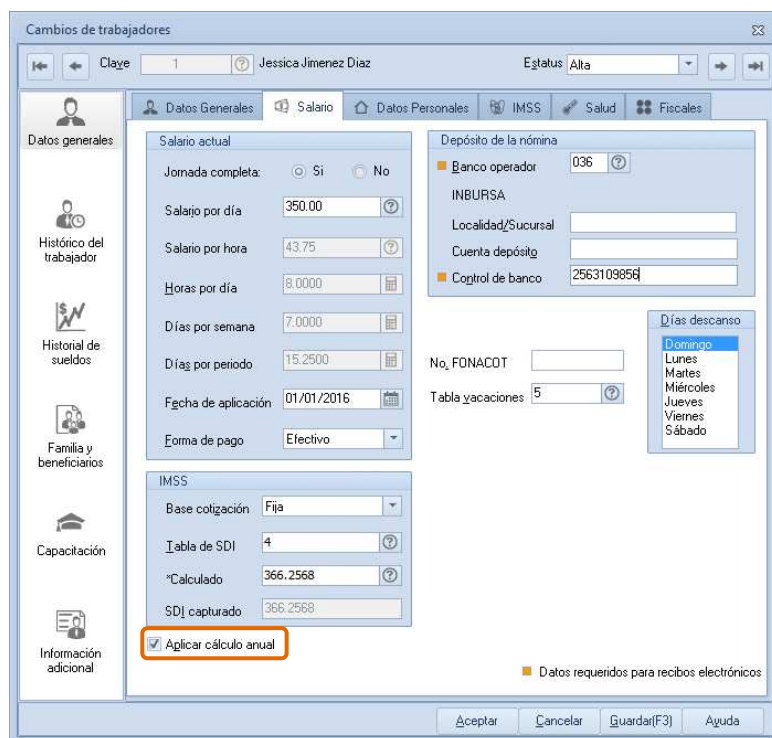 Cambios de trabajadores
Clave 1 Jessica Jimenez Diaz Estatus Alta
Datos generales
Histórico del
trabajador
Historial de
sueldos
Familia y
beneficiarios
Capacitación
Información
adicional
Datos Generales Salario Datos Personales IMSS Salud Fiscales
Salario actual
Jornada completa: Si No
Salario por día 350.00
Salario por hora 43.75
Horas por día 8.0000
Días por semana 7.0000
Días por periodo 15.2500
Fecha de aplicación 01/01/2016
Forma de pago Efectivo
IMSS
Base cotización Fija
Tabla de SDI 4
*Calculado 366.2568
SDI capturado 366.2568
Aplicar cálculo anual
Depósito de la nómina
Banco operador 036
INBURSA
Localidad/Sucursal
Cuenta depósito
Control de banco 2563109856
No. FONACOT
Tabla vacaciones 5
Días descanso
Domingo
Lunes
Martes
Miércoles
Jueves
Viernes
Sábado
Datos requeridos para recibos electrónicos
Aceptar Cancelar Guardar(F3) Ayuda